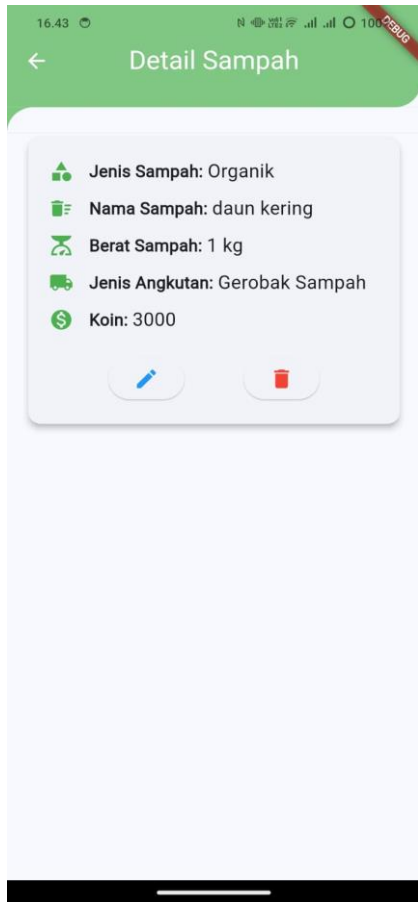 16.43
DEBUG
Detail Sampah
Jenis Sampah: Organik
Nama Sampah: daun kering
Berat Sampah: 1 kg
Jenis Angkutan: Gerobak Sampah
Koin: 3000